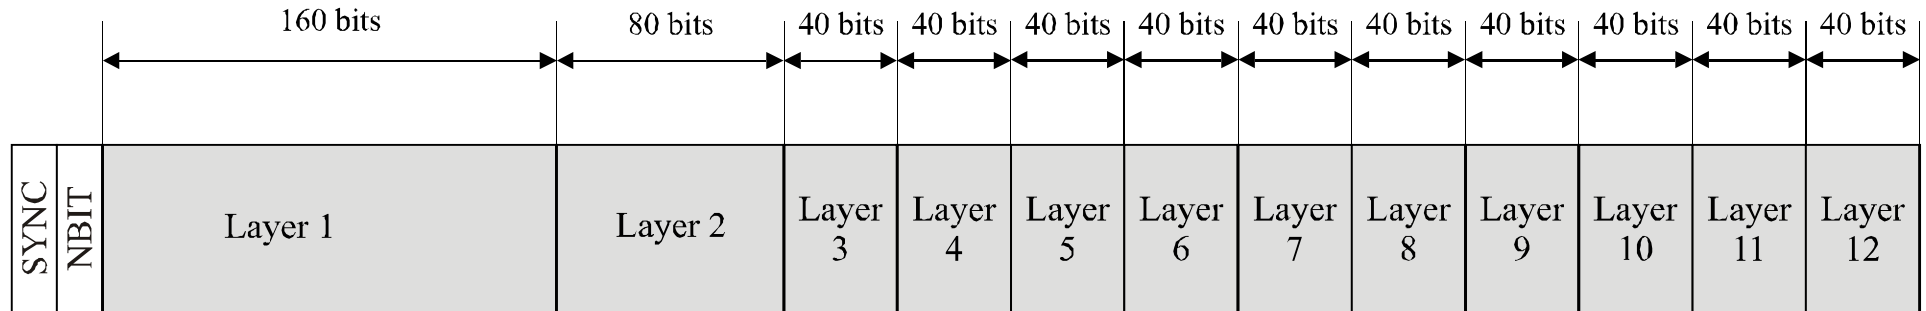 160 bits 80 bits 40 bits 40 bits 40 bits 40 bits 40 bits 40 bits 40 bits 40 bits 40 bits 40 bits
SYNC
NBIT
Layer 1
Layer 2
Layer
3
Layer
4
Layer
5
Layer
6
Layer
7
Layer
8
Layer
9
Layer
10
Layer
11
Layer
12